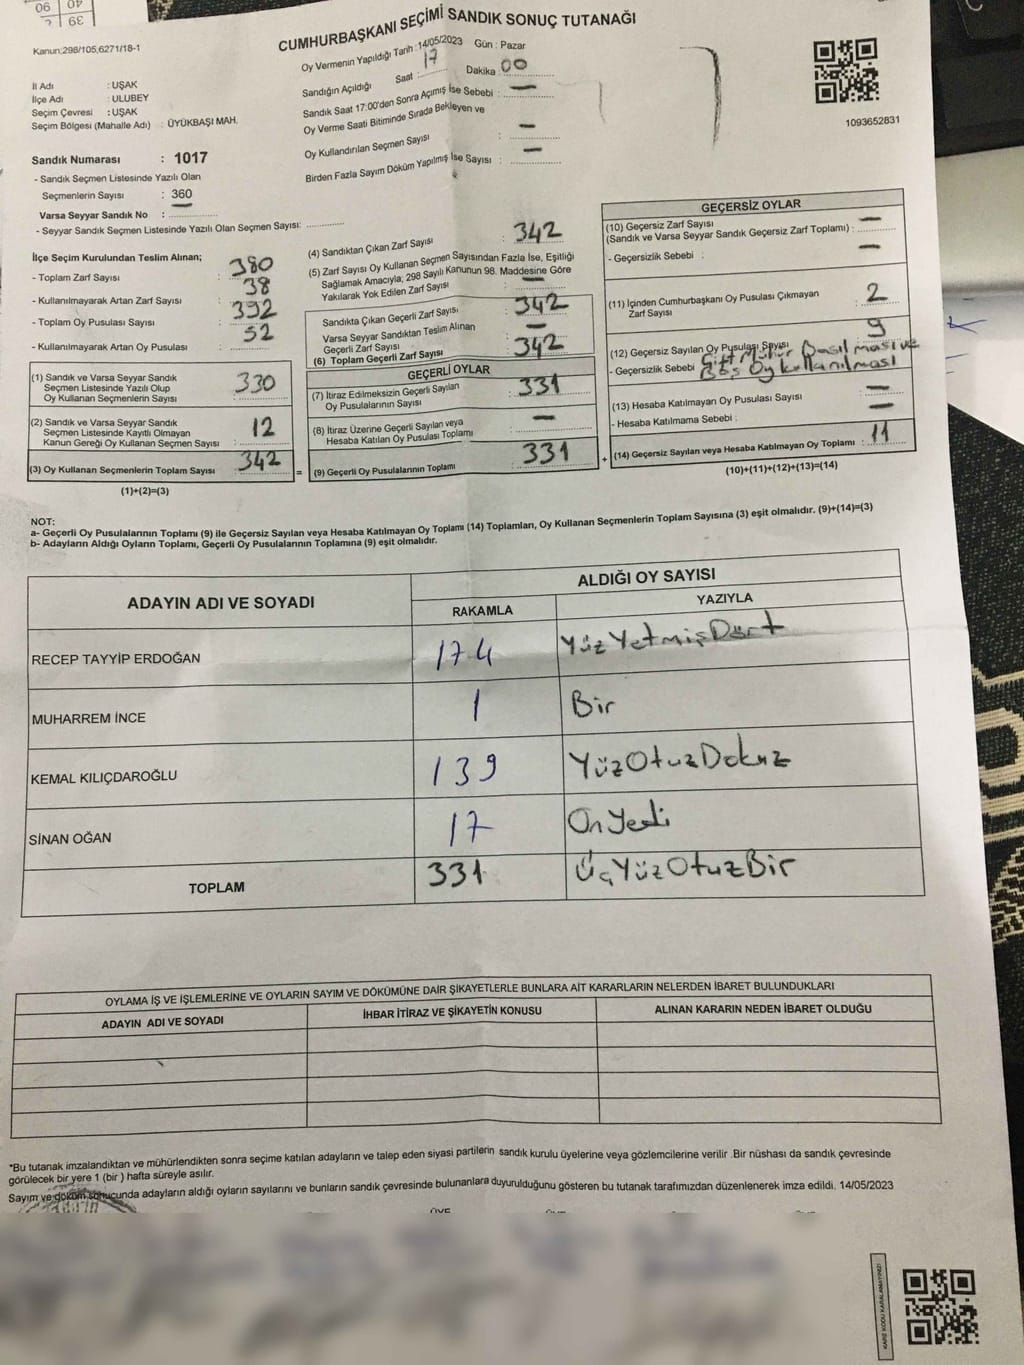 CUMHURBAŞKANI SEÇİMİ SANDIK SONUÇ TUTANAĞI
Kanun:298/105,6271/18-1
Oy Vermenin Yapıldığı Tarih :14/05/2023 Gün : Pazar
Sandığın Açıldığı Saat : 17 Dakika : 00
Sandık Saat 17:00'den Sonra Açmış İse Sebebi : —
Oy Verme Saati Bitiminde Sırada Bekleyen ve
Oy Kullandırılan Seçmen Sayısı : —
Birden Fazla Sayım Döküm Yapılmış İse Sayısı : —
1093652831
İl Adı : UŞAK
İlçe Adı : ULUBEY
Seçim Çevresi : UŞAK
Seçim Bölgesi (Mahalle Adı) : ÜYÜKBAŞI MAH.
Sandık Numarası : 1017
- Sandık Seçmen Listesinde Yazılı Olan
Seçmenlerin Sayısı : 360
Varsa Seyyar Sandık No :
- Seyyar Sandık Seçmen Listesinde Yazılı Olan Seçmen Sayısı:
İlçe Seçim Kurulundan Teslim Alınan;
- Toplam Zarf Sayısı : 380
- Kullanılmayarak Artan Zarf Sayısı : 38
- Toplam Oy Pusulası Sayısı : 392
- Kullanılmayarak Artan Oy Pusulası : 52
(1) Sandık ve Varsa Seyyar Sandık
Seçmen Listesinde Yazılı Olup
Oy Kullanan Seçmenlerin Sayısı : 330
(2) Sandık ve Varsa Seyyar Sandık
Seçmen Listesinde Kayıtlı Olmayan
Kanun Gereği Oy Kullanan Seçmen Sayısı : 12
(3) Oy Kullanan Seçmenlerin Toplam Sayısı : 342
(1)+(2)=(3)
(4) Sandıktan Çıkan Zarf Sayısı : 342
(5) Zarf Sayısı Oy Kullanan Seçmen Sayısından Fazla İse, Eşitliği
Sağlamak Amacıyla; 298 Sayılı Kanunun 98. Maddesine Göre
Yakılarak Yok Edilen Zarf Sayısı : —
Sandıkta Çıkan Geçerli Zarf Sayısı : 342
Varsa Seyyar Sandıktan Teslim Alınan
Geçerli Zarf Sayısı : —
(6) Toplam Geçerli Zarf Sayısı : 342
GEÇERLİ OYLAR
(7) İtiraz Edilmeksizin Geçerli Sayılan
Oy Pusulalarının Sayısı : 331
(8) İtiraz Üzerine Geçerli Sayılan veya
Hesaba Katılan Oy Pusulası Toplamı : —
= (9) Geçerli Oy Pusulalarının Toplamı : 331
GEÇERSİZ OYLAR
(10) Geçersiz Zarf Sayısı
(Sandık ve Varsa Seyyar Sandık Geçersiz Zarf Toplamı) : —
- Geçersizlik Sebebi : —
(11) İçinden Cumhurbaşkanı Oy Pusulası Çıkmayan
Zarf Sayısı : 2
(12) Geçersiz Sayılan Oy Pusulası Sayısı : 9
- Geçersizlik Sebebi Çift Mühür Basılması ve
Boş Oy kullanılması
(13) Hesaba Katılmayan Oy Pusulası Sayısı : —
- Hesaba Katılmama Sebebi : —
+ (14) Geçersiz Sayılan veya Hesaba Katılmayan Oy Toplamı : 11
(10)+(11)+(12)+(13)=(14)
NOT:
a- Geçerli Oy Pusulalarının Toplamı (9) ile Geçersiz Sayılan veya Hesaba Katılmayan Oy Toplamı (14) Toplamları, Oy Kullanan Seçmenlerin Toplam Sayısına (3) eşit olmalıdır. (9)+(14)=(3)
b- Adayların Aldığı Oyların Toplamı, Geçerli Oy Pusulalarının Toplamına (9) eşit olmalıdır.
ADAYIN ADI VE SOYADI
ALDIĞI OY SAYISI
RAKAMLA YAZIYLA
RECEP TAYYİP ERDOĞAN 174 YüzYetmişDört
MUHARREM İNCE 1 Bir
KEMAL KILIÇDAROĞLU 139 YüzOtuzDokuz
SİNAN OĞAN 17 OnYedi
TOPLAM 331 ÜçYüzOtuzBir
OYLAMA İŞ VE İŞLEMLERİNE VE OYLARIN SAYIM VE DÖKÜMÜNE DAİR ŞİKAYETLERLE BUNLARA AİT KARARLARIN NELERDEN İBARET BULUNDUKLARI
ADAYIN ADI VE SOYADI İHBAR İTİRAZ VE ŞİKAYETİN KONUSU ALINAN KARARIN NEDEN İBARET OLDUĞU
*Bu tutanak imzalandıktan ve mühürlendikten sonra seçime katılan adayların ve talep eden siyasi partilerin sandık kurulu üyelerine veya gözlemcilerine verilir .Bir nüshası da sandık çevresinde
görülecek bir yere 1 (bir ) hafta süreyle asılır.
Sayım ve döküm sonucunda adayların aldığı oyların sayılarını ve bunların sandık çevresinde bulunanlara duyurulduğunu gösteren bu tutanak tarafımızdan düzenlenerek imza edildi. 14/05/2023
ÜYE
KARE KODU KARALAMAYINIZ!